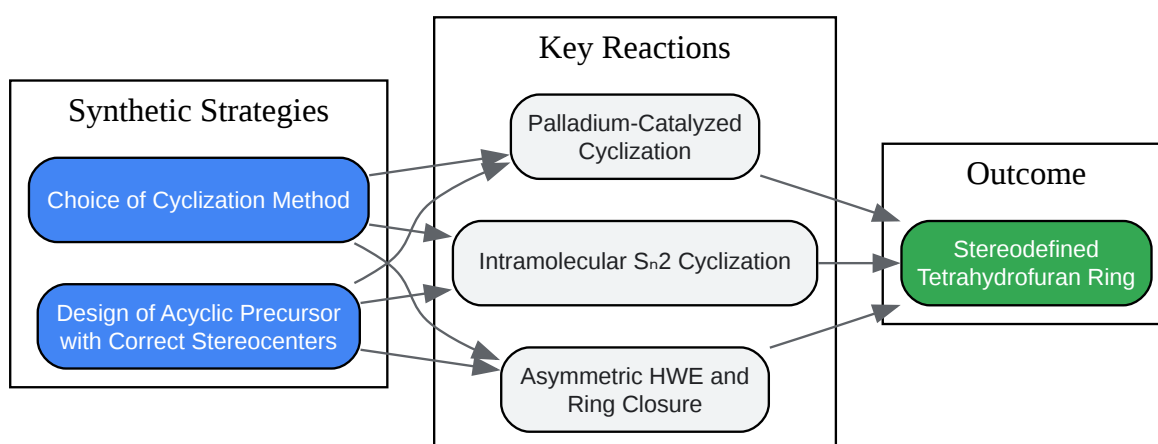 Synthetic Strategies
Choice of Cyclization Method
Design of Acyclic Precursor
with Correct Stereocenters
Key Reactions
Palladium-Catalyzed
Cyclization
Intramolecular Sₙ2 Cyclization
Asymmetric HWE and
Ring Closure
Outcome
Stereodefined
Tetrahydrofuran Ring